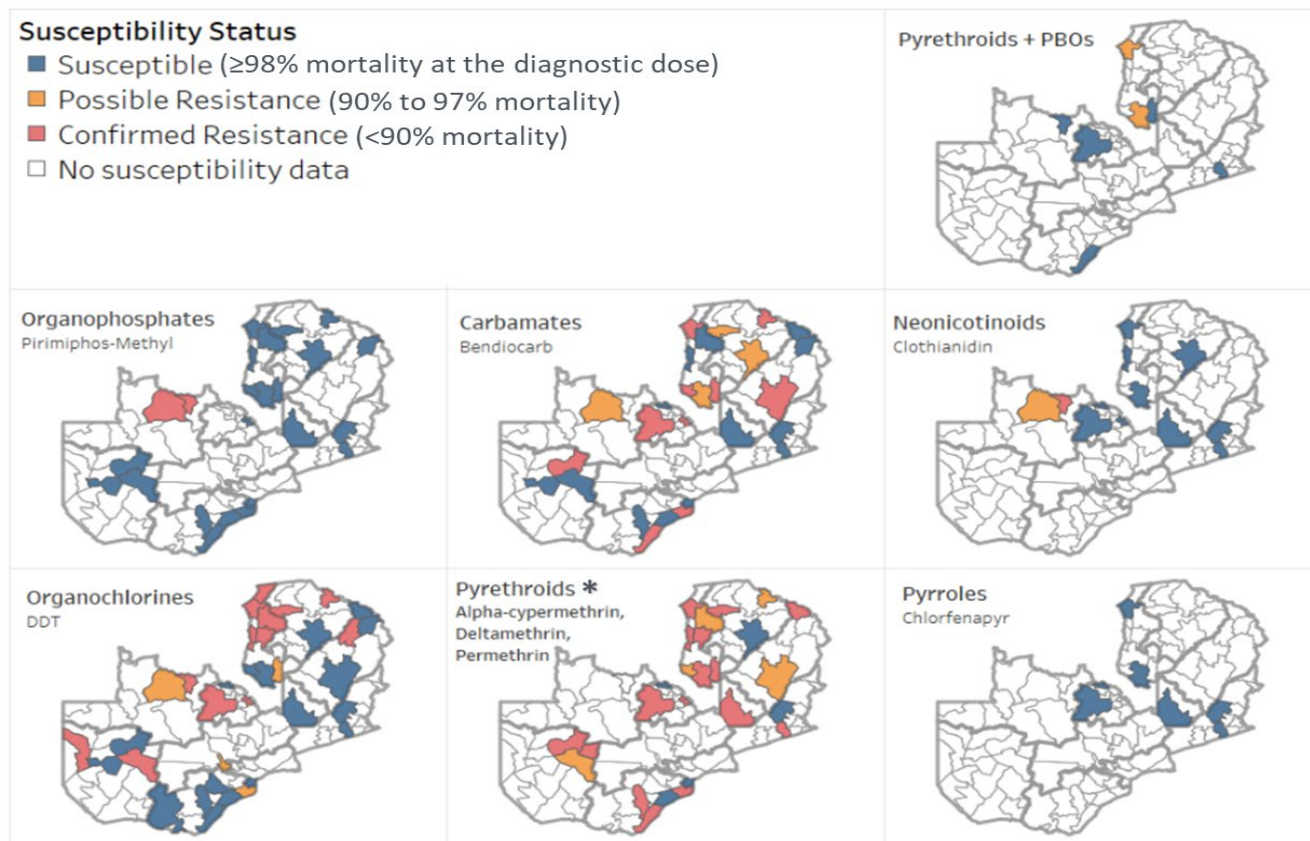 Susceptibility Status
Susceptible (≥98% mortality at the diagnostic dose)
Possible Resistance (90% to 97% mortality)
Confirmed Resistance (<90% mortality)
No susceptibility data
Pyrethroids + PBOs
Organophosphates
Pirimiphos-Methyl
Carbamates
Bendiocarb
Neonicotinoids
Clothianidin
Organochlorines
DDT
Pyrethroids *
Alpha-cypermethrin,
Deltamethrin,
Permethrin
Pyrroles
Chlorfenapyr